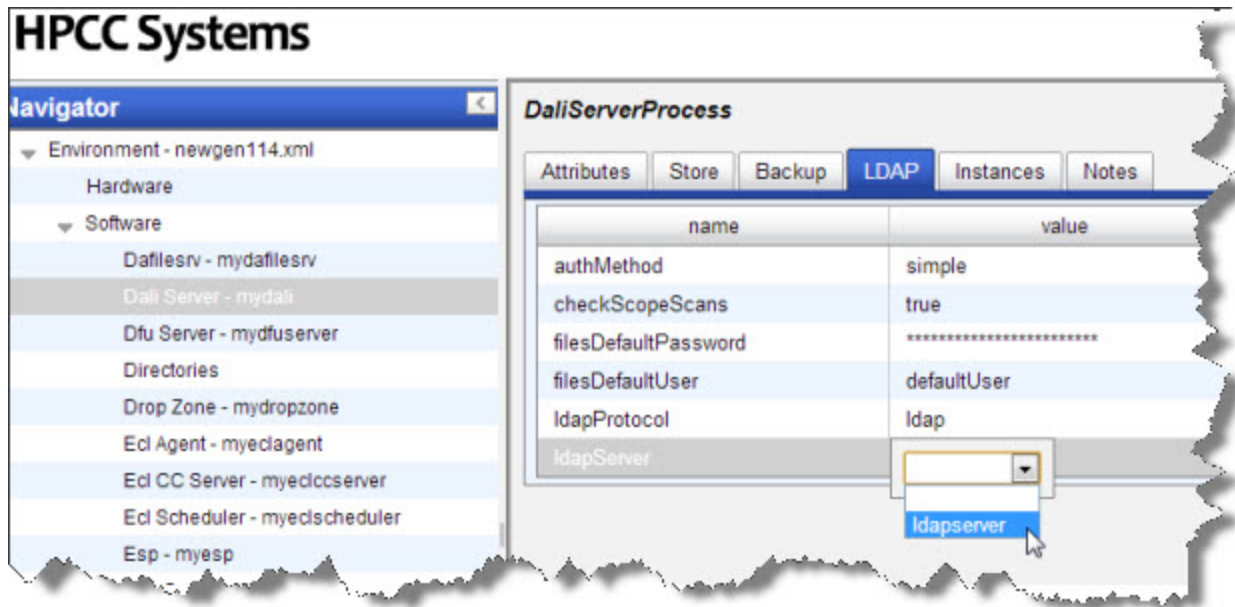 HPCC Systems
Navigator
Environment - newgen114.xml
Hardware
Software
Dafilesrv - mydafilesrv
Dali Server - mydali
Dfu Server - mydfuserver
Directories
Drop Zone - mydropzone
Ecl Agent - myeclagent
Ecl CC Server - myeclccserver
Ecl Scheduler - myeclscheduler
Esp - myesp
DaliServerProcess
Attributes Store Backup LDAP Instances Notes
name value
authMethod simple
checkScopeScans true
filesDefaultPassword ************************
filesDefaultUser defaultUser
ldapProtocol ldap
ldapServer
ldapserver